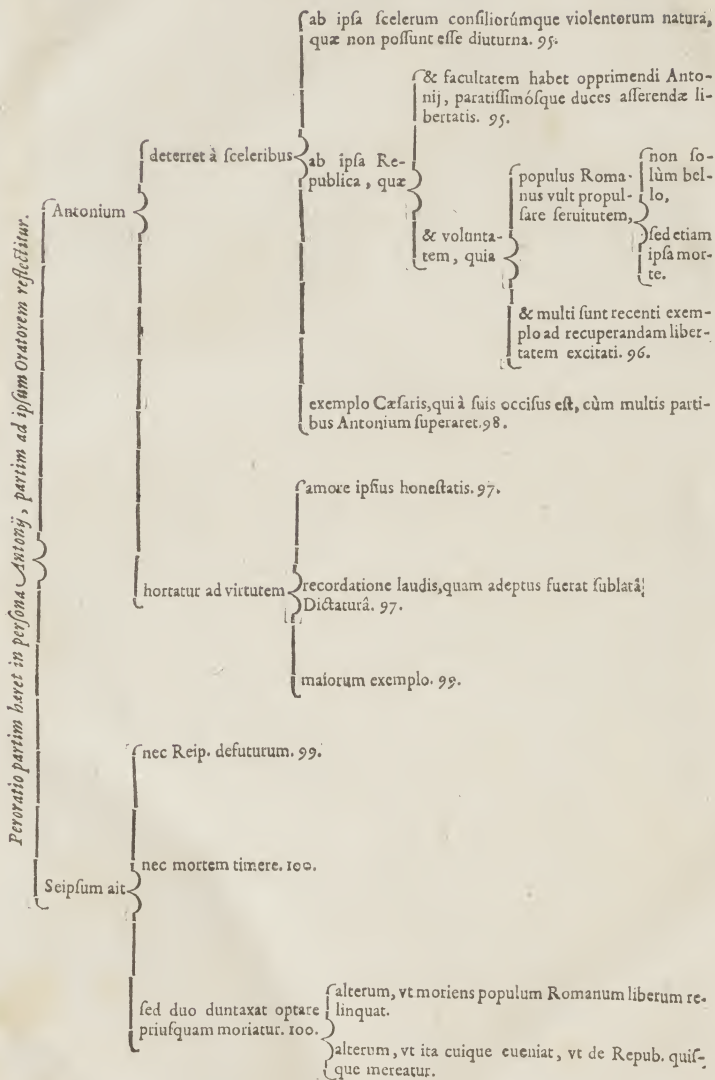 Peroratio partim hæret in persona Antonij, partim ad ipsum Oratorem reflectitur.
Antonium
deterret à ſceleribus
ab ipſa ſcelerum conſiliorúmque violentorum natura,
quæ non poſſunt eſſe diuturna. 95.
ab ipſa Re-
publica, quæ
& facultatem habet opprimendi Anto-
nij, paratiſſimóſque duces aſſerendæ li-
bertatis. 95.
& volunta-
tem, quia
populus Roma-
nus vult propul-
ſare ſeruitutem,
non ſo-
lùm bel-
lo,
ſed etiam
ipſa mor-
te.
& multi ſunt recenti exem-
plo ad recuperandam liber-
tatem excitati. 96.
exemplo Cæſaris, qui à ſuis occiſus eſt, cùm multis parti-
bus Antonium ſuperaret. 98.
hortatur ad virtutem
amore ipſius honeſtatis. 97.
recordatione laudis, quam adeptus fuerat ſublatâ
Dictaturâ. 97.
maiorum exemplo. 99.
Seipſum ait
nec Reip. defuturum. 99.
nec mortem timere. 100.
ſed duo duntaxat optare
priuſquam moriatur. 100.
alterum, vt moriens populum Romanum liberum re-
linquat.
alterum, vt ita cuique eueniat, vt de Repub. quiſ-
que mereatur.